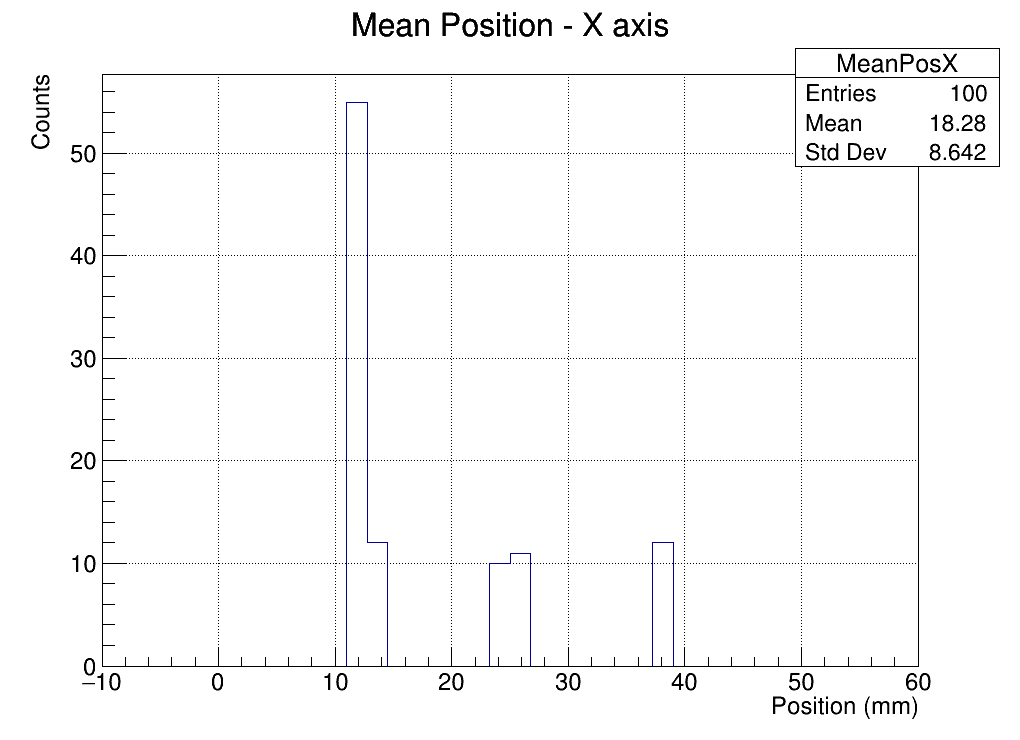 Mean Position - X axis
MeanPosX
Entries 100
Mean 18.28
Std Dev 8.642
Counts
50
40
30
20
10
0
−10 0 10 20 30 40 50 60
Position (mm)